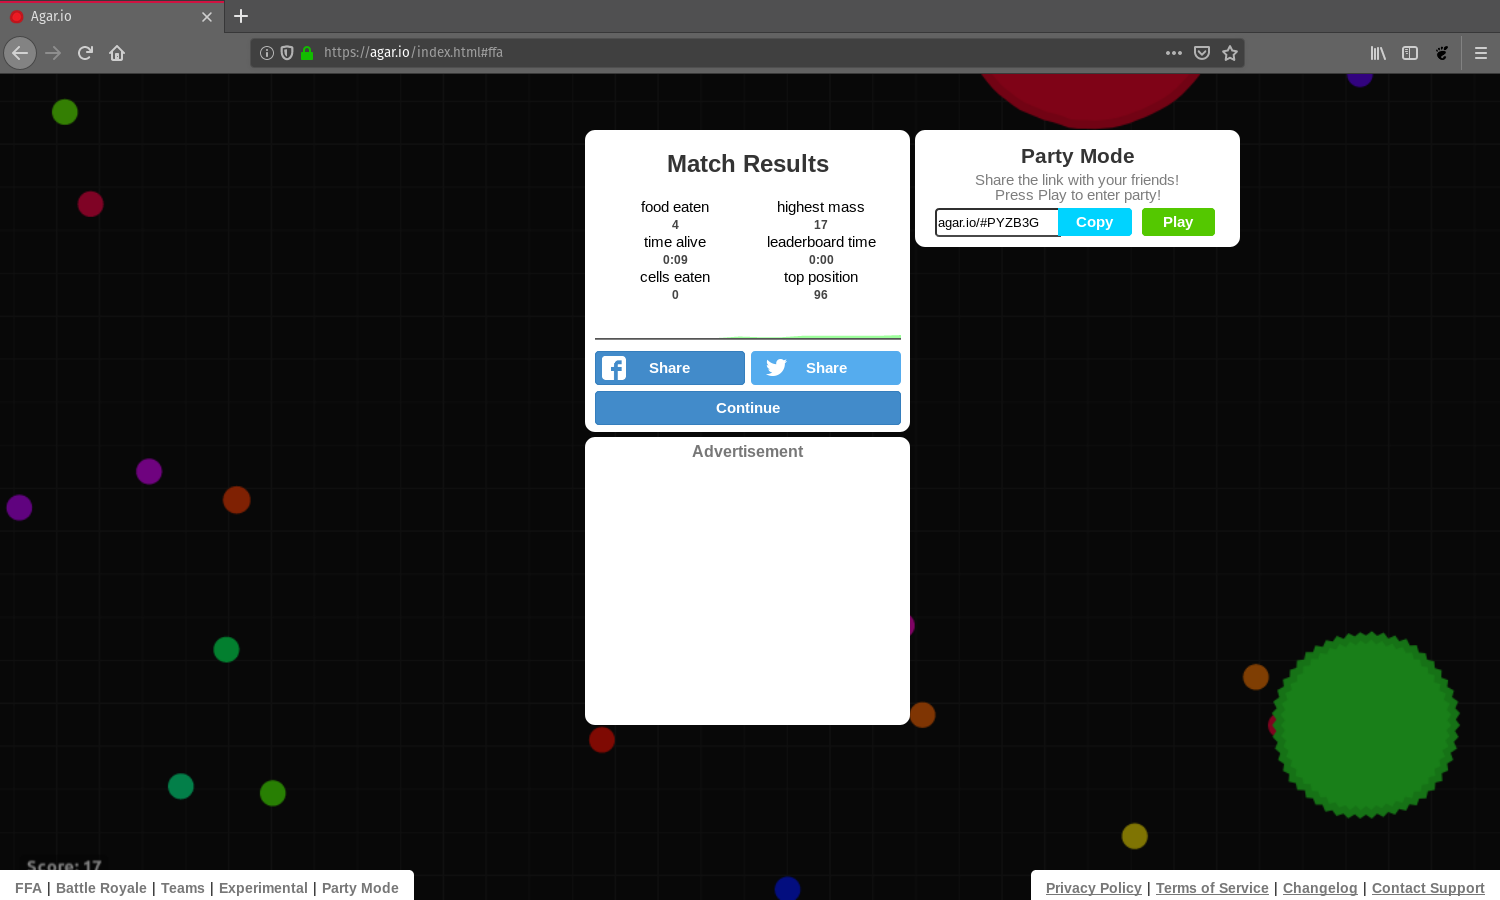 Agar.io
https://agar.io/index.html#ffa
Match Results
food eaten
4
highest mass
17
time alive
0:09
leaderboard time
0:00
cells eaten
0
top position
96
Share
Share
Continue
Advertisement
Party Mode
Share the link with your friends!
Press Play to enter party!
agar.io/#PYZB3G
Copy
Play
Score: 17
FFA | Battle Royale | Teams | Experimental | Party Mode
Privacy Policy | Terms of Service | Changelog | Contact Support